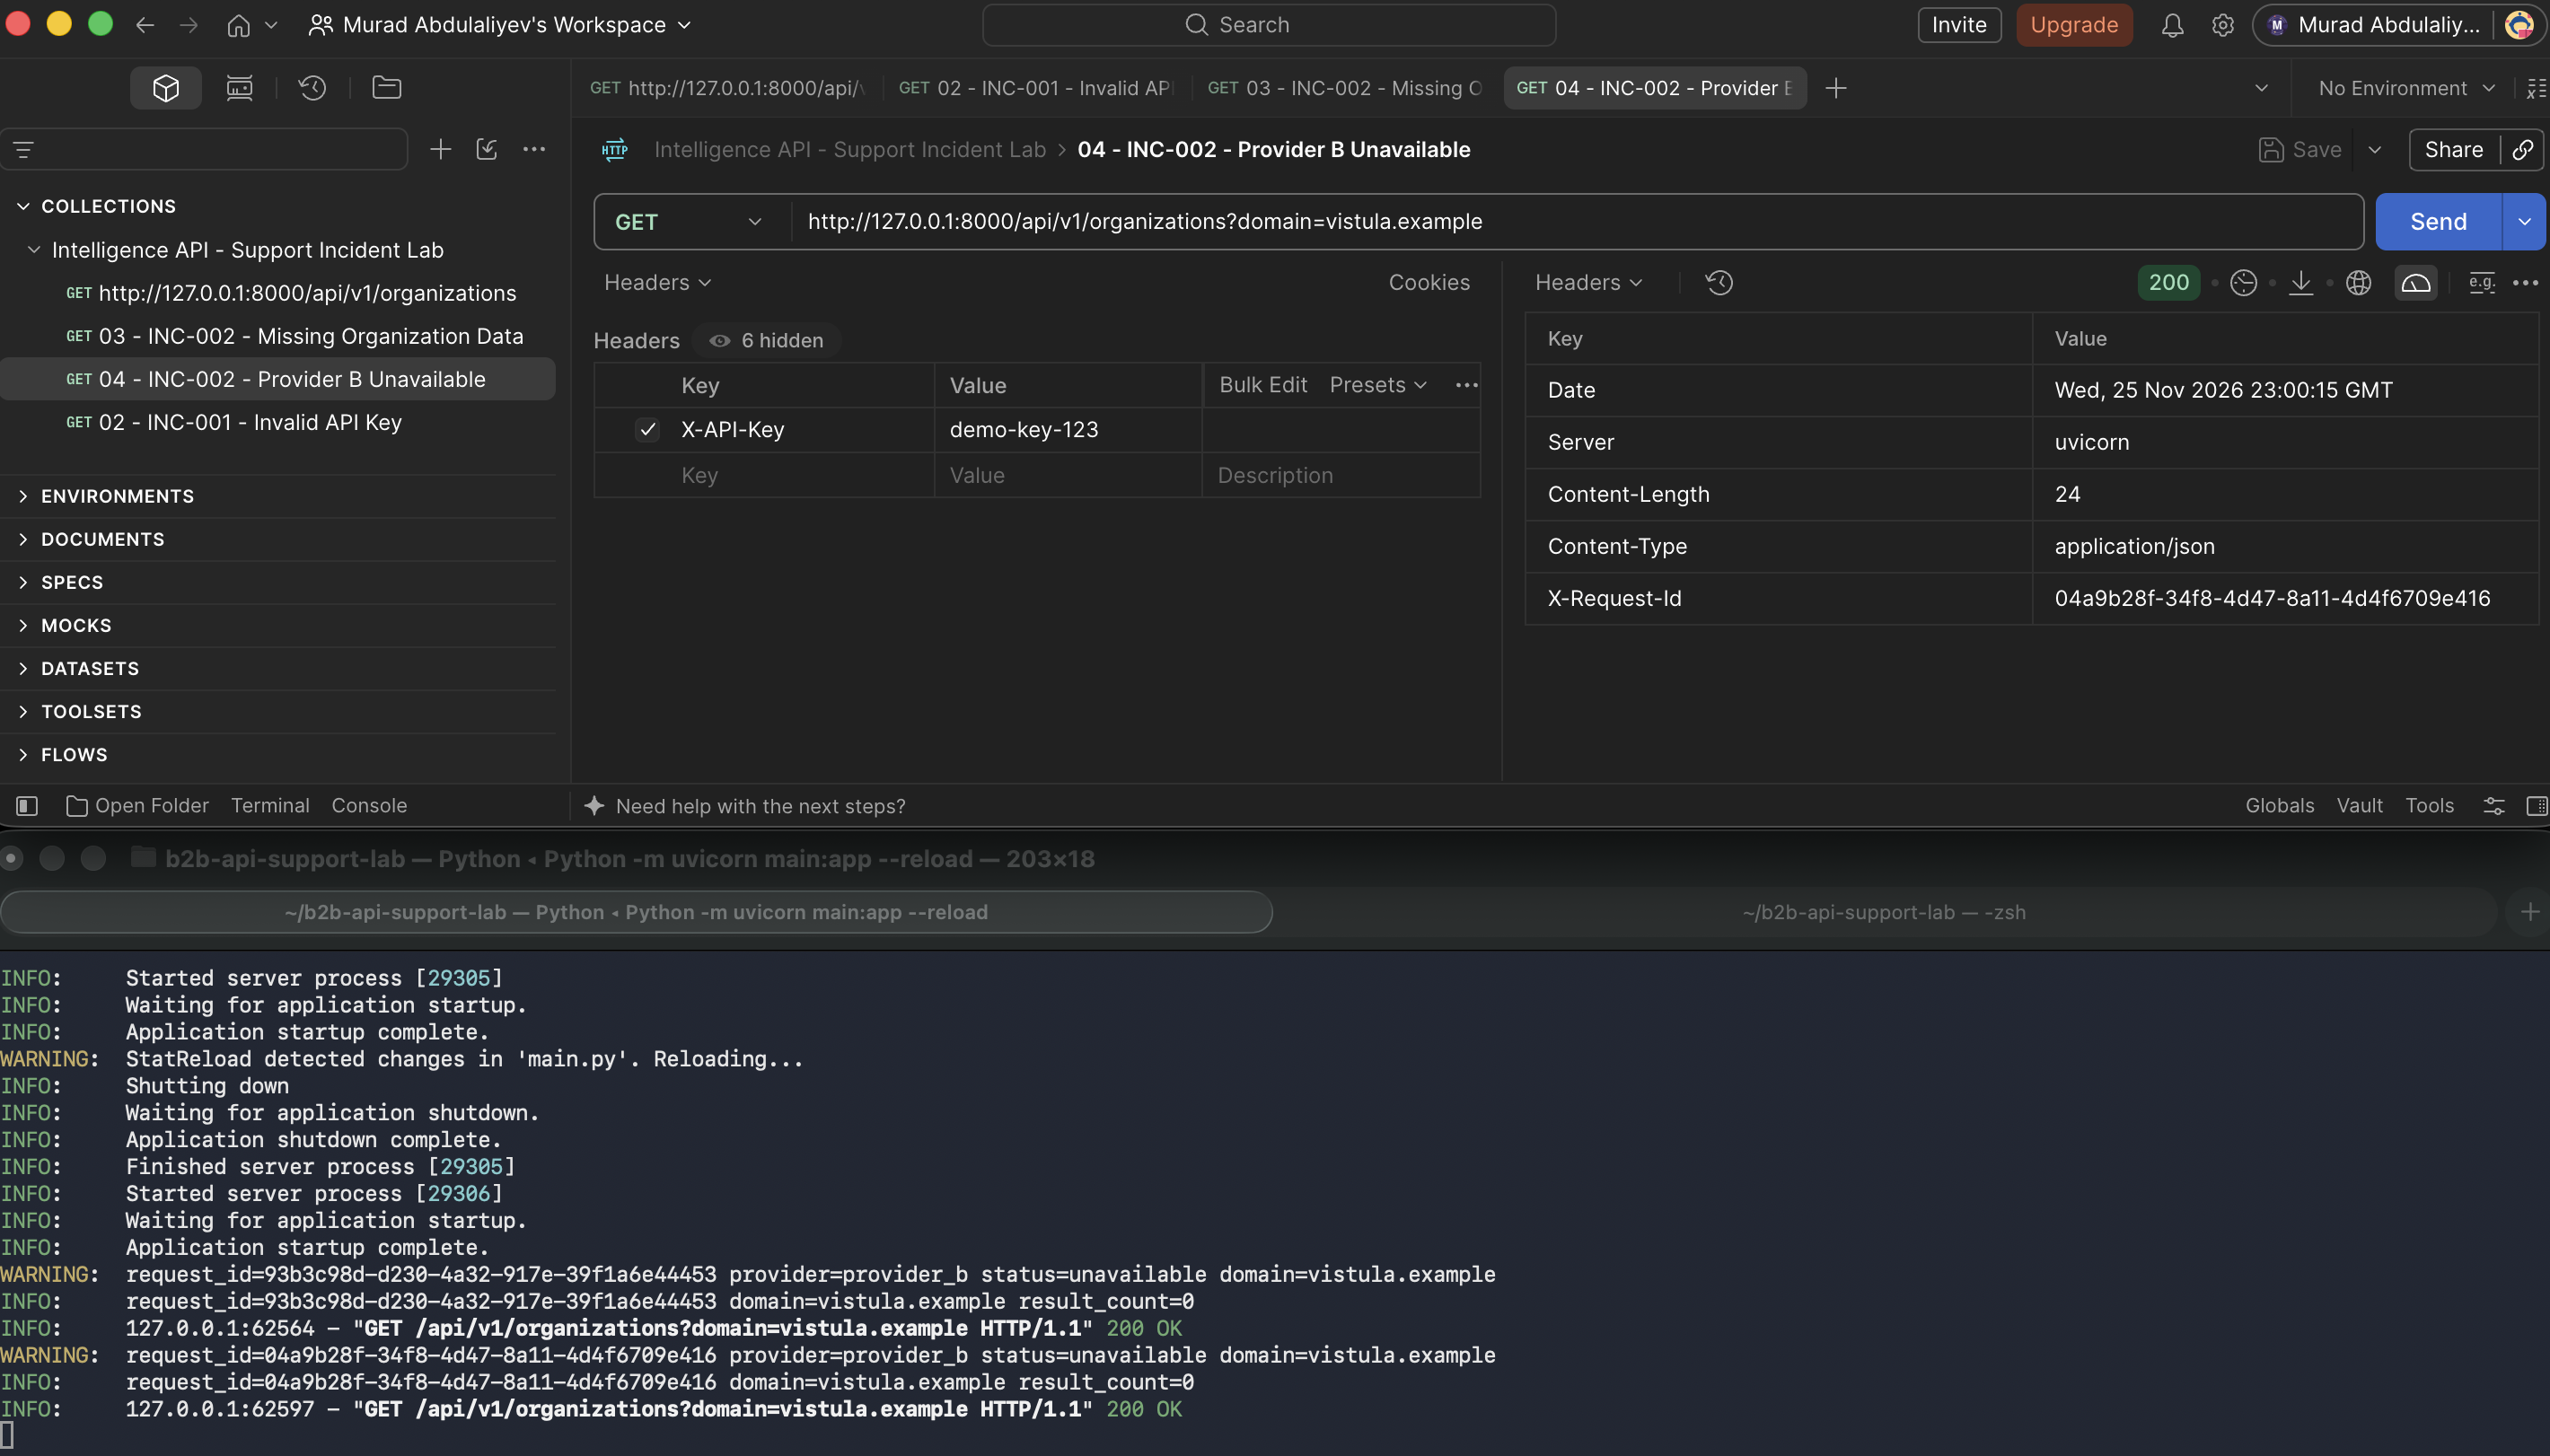 Murad Abdulaliyev's Workspace
Search
Invite
Upgrade
M
Murad Abdulaliy...
GET http://127.0.0.1:8000/api/v
GET 02 - INC-001 - Invalid API
GET 03 - INC-002 - Missing O
GET 04 - INC-002 - Provider B
No Environment
HTTP
Intelligence API - Support Incident Lab > 04 - INC-002 - Provider B Unavailable
Save
Share
COLLECTIONS
Intelligence API - Support Incident Lab
GET http://127.0.0.1:8000/api/v1/organizations
GET 03 - INC-002 - Missing Organization Data
GET 04 - INC-002 - Provider B Unavailable
GET 02 - INC-001 - Invalid API Key
ENVIRONMENTS
DOCUMENTS
SPECS
MOCKS
DATASETS
TOOLSETS
FLOWS
GET
http://127.0.0.1:8000/api/v1/organizations?domain=vistula.example
Send
Headers
Cookies
Headers
6 hidden
Key Value Bulk Edit Presets
X-API-Key demo-key-123
Key Value Description
Headers
200
e.g.
Key Value
Date Wed, 25 Nov 2026 23:00:15 GMT
Server uvicorn
Content-Length 24
Content-Type application/json
X-Request-Id 04a9b28f-34f8-4d47-8a11-4d4f6709e416
Open Folder
Terminal
Console
Need help with the next steps?
Globals
Vault
Tools
b2b-api-support-lab — Python ◂ Python -m uvicorn main:app --reload — 203×18
~/b2b-api-support-lab — Python ◂ Python -m uvicorn main:app --reload
~/b2b-api-support-lab — -zsh
INFO: Started server process [29305]
INFO: Waiting for application startup.
INFO: Application startup complete.
WARNING: StatReload detected changes in 'main.py'. Reloading...
INFO: Shutting down
INFO: Waiting for application shutdown.
INFO: Application shutdown complete.
INFO: Finished server process [29305]
INFO: Started server process [29306]
INFO: Waiting for application startup.
INFO: Application startup complete.
WARNING: request_id=93b3c98d-d230-4a32-917e-39f1a6e44453 provider=provider_b status=unavailable domain=vistula.example
INFO: request_id=93b3c98d-d230-4a32-917e-39f1a6e44453 domain=vistula.example result_count=0
INFO: 127.0.0.1:62564 - "GET /api/v1/organizations?domain=vistula.example HTTP/1.1" 200 OK
WARNING: request_id=04a9b28f-34f8-4d47-8a11-4d4f6709e416 provider=provider_b status=unavailable domain=vistula.example
INFO: request_id=04a9b28f-34f8-4d47-8a11-4d4f6709e416 domain=vistula.example result_count=0
INFO: 127.0.0.1:62597 - "GET /api/v1/organizations?domain=vistula.example HTTP/1.1" 200 OK